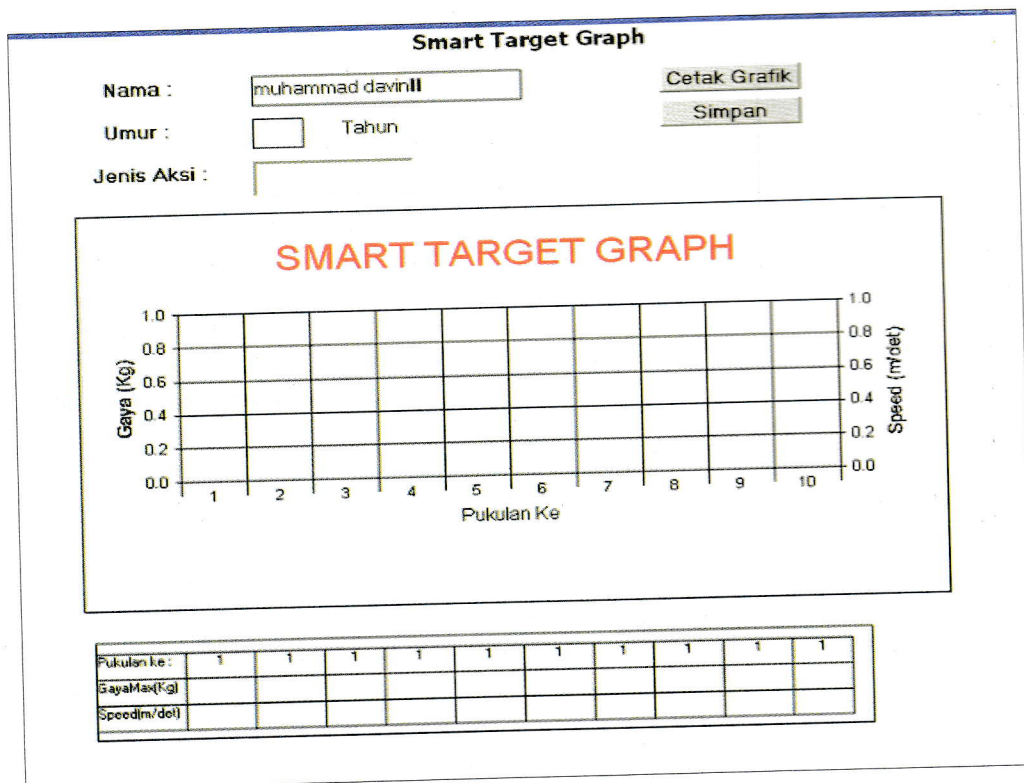 Smart Target Graph
Nama : muhammad davinII Cetak Grafik
Simpan
Umur : Tahun
Jenis Aksi :
SMART TARGET GRAPH
1.0 1.0
0.8 0.8
0.6 0.6
0.4 0.4
0.2 0.2
0.0 0.0
Gaya (Kg)
Speed (m/det)
1 2 3 4 5 6 7 8 9 10
Pukulan Ke
Pukulan ke : 1 1 1 1 1 1 1 1 1 1
GayaMax(Kg)
Speed(m/det)